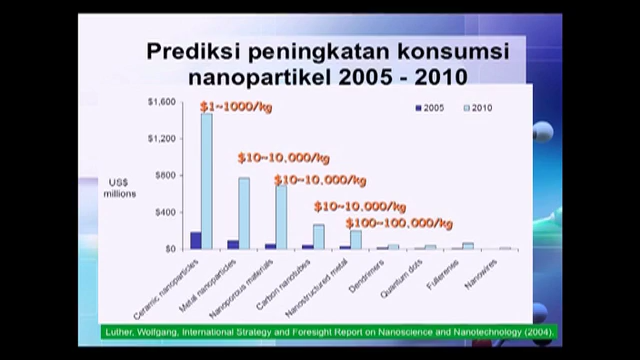 Prediksi peningkatan konsumsi
nanopartikel 2005 - 2010
$1,600
$1,200
$800
$400
$0
US$
millions
2005
2010
$1~1000/kg
$10~10.000/kg
$10~10.000/kg
$10~10.000/kg
$100~100.000/kg
Ceramic nanoparticles
Metal nanoparticles
Nanoporous materials
Carbon nanotubes
Nanostructured metal
Dendrimers
Quantum dots
Fullerenes
Nanowires
Luther, Wolfgang, International Strategy and Foresight Report on Nanoscience and Nanotechnology (2004).